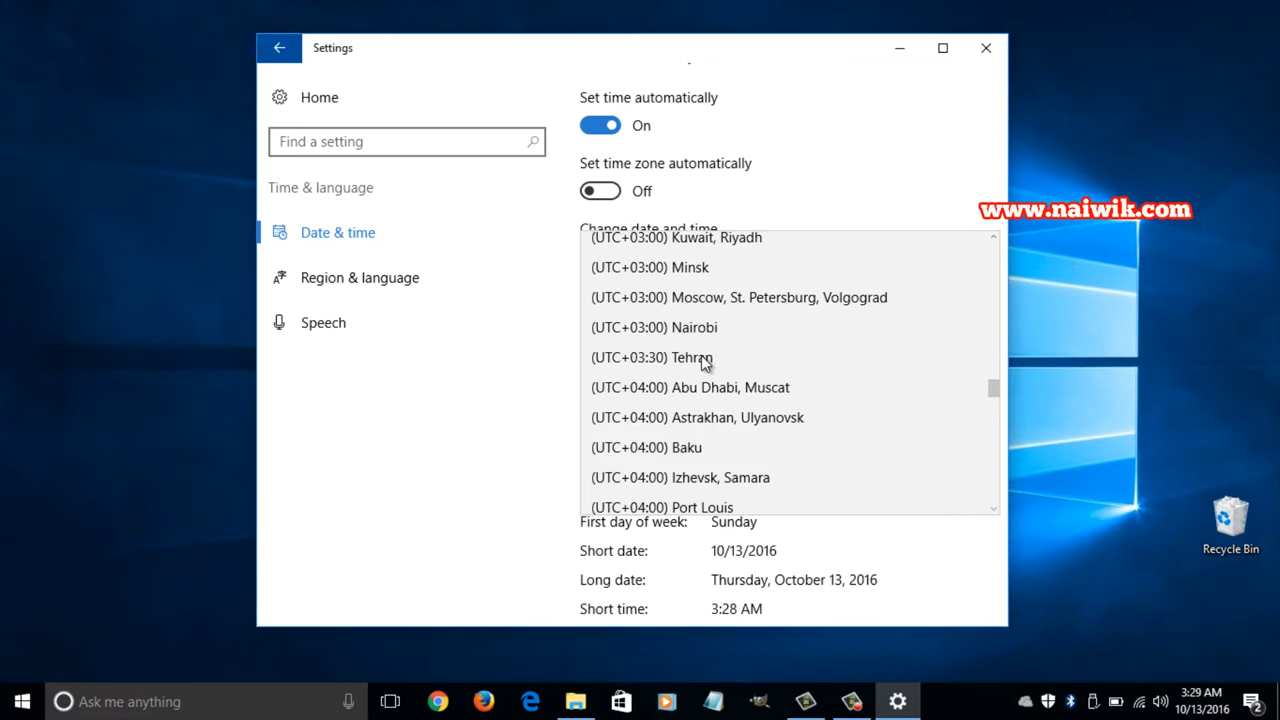 Settings
Home
Find a setting
Time & language
Date & time
Region & language
Speech
Set time automatically
On
Set time zone automatically
Off
Change date and time
(UTC+03:00) Kuwait, Riyadh
(UTC+03:00) Minsk
(UTC+03:00) Moscow, St. Petersburg, Volgograd
(UTC+03:00) Nairobi
(UTC+03:30) Tehran
(UTC+04:00) Abu Dhabi, Muscat
(UTC+04:00) Astrakhan, Ulyanovsk
(UTC+04:00) Baku
(UTC+04:00) Izhevsk, Samara
(UTC+04:00) Port Louis
First day of week: Sunday
Short date: 10/13/2016
Long date: Thursday, October 13, 2016
Short time: 3:28 AM
www.naiwik.com
Recycle Bin
Ask me anything
3:29 AM
10/13/2016
2